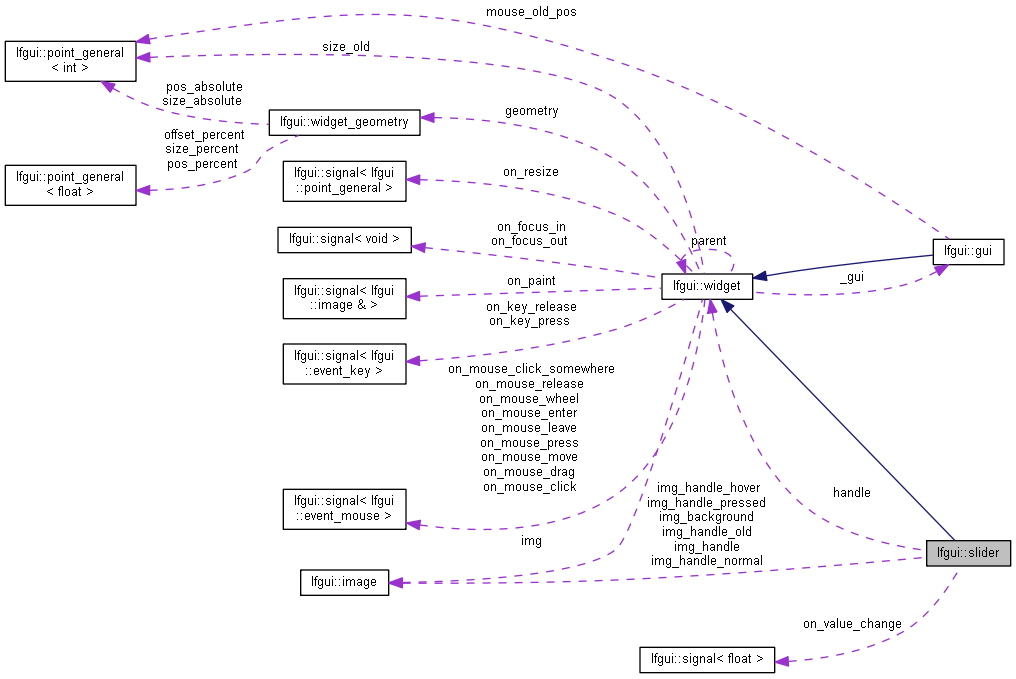 mouse_old_pos
size_old
lfgui::point_general
< int >
pos_absolute
size_absolute
geometry
lfgui::widget_geometry
offset_percent
size_percent
pos_percent
lfgui::point_general
< float >
lfgui::signal< lfgui
::point_general >
on_resize
on_focus_in
on_focus_out
lfgui::signal< void >
parent
lfgui::gui
_gui
lfgui::widget
lfgui::signal< lfgui
::image & >
on_paint
on_key_release
on_key_press
lfgui::signal< lfgui
::event_key >
on_mouse_click_somewhere
on_mouse_release
on_mouse_wheel
on_mouse_enter
on_mouse_leave
on_mouse_press
on_mouse_move
on_mouse_drag
on_mouse_click
lfgui::signal< lfgui
::event_mouse >
img_handle_hover
img_handle_pressed
img_background
img_handle_old
img_handle
img_handle_normal
handle
img
lfgui::slider
lfgui::image
on_value_change
lfgui::signal< float >